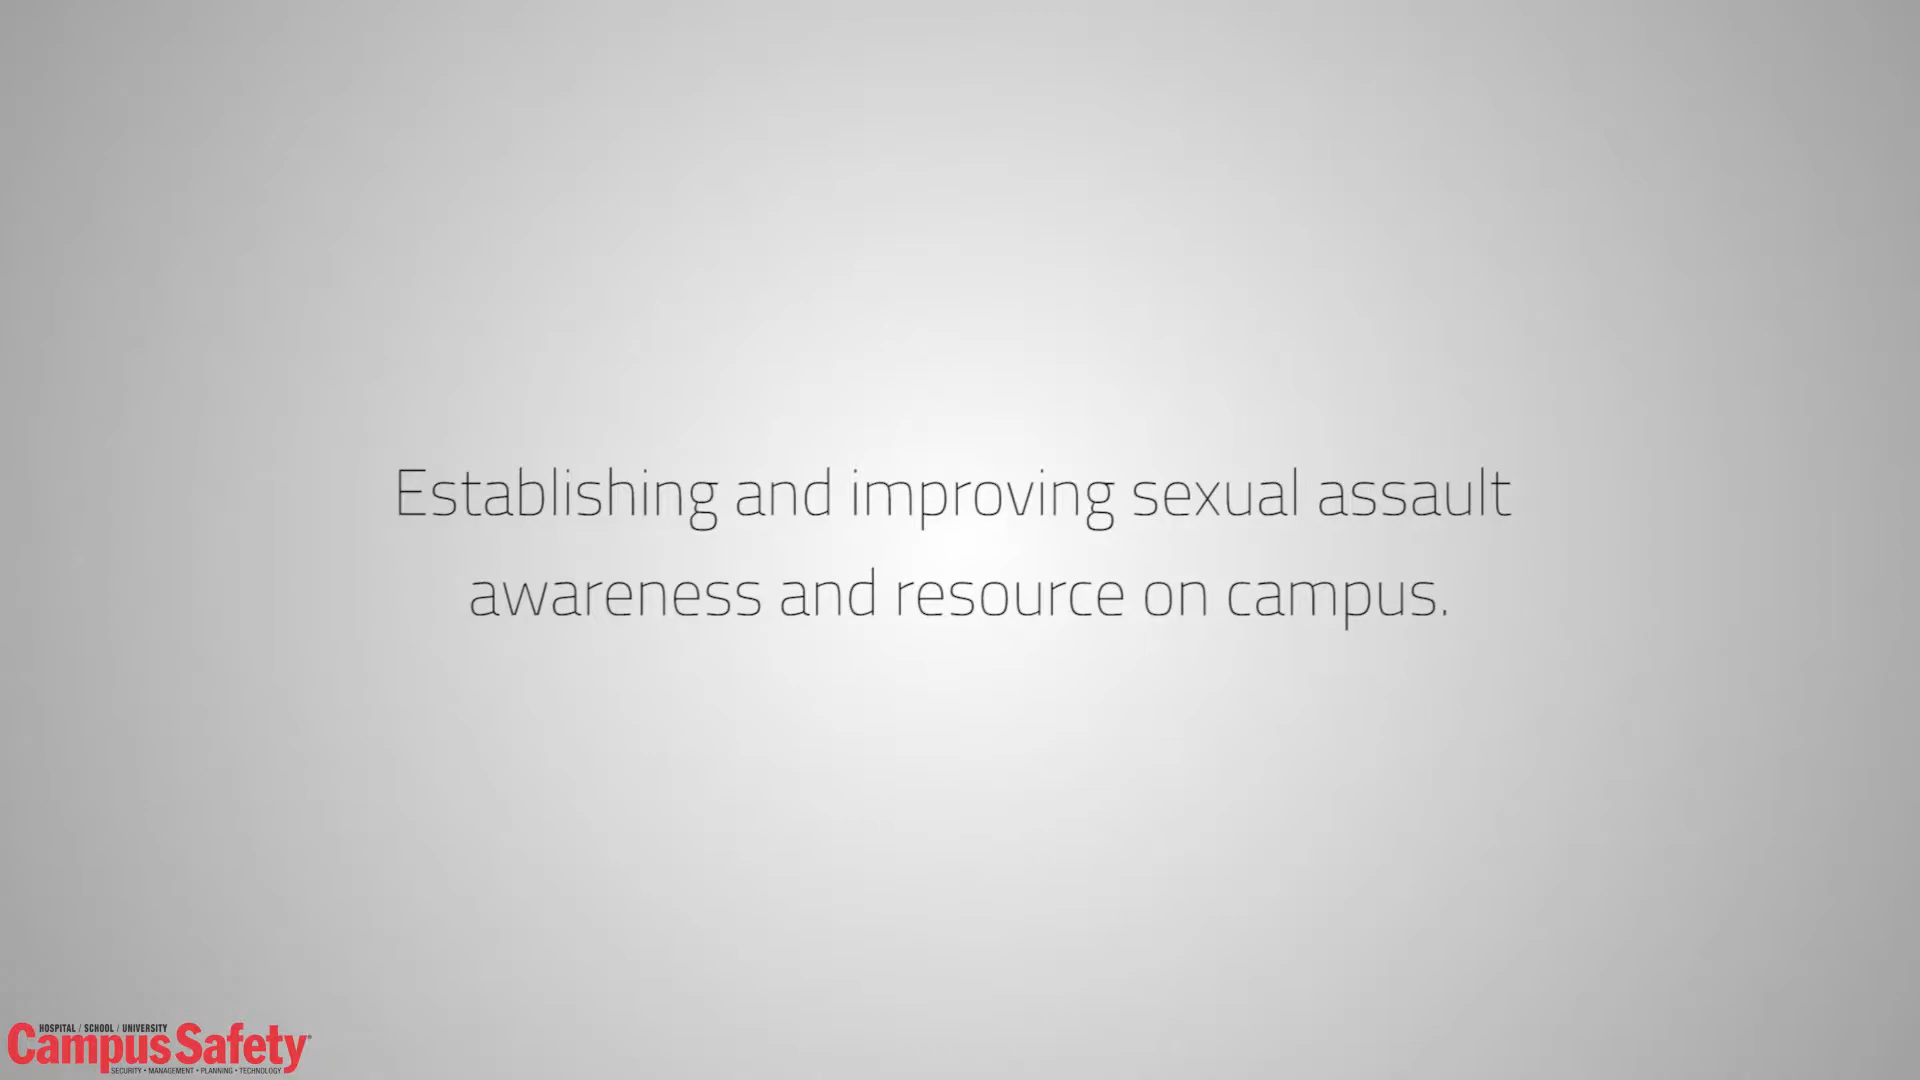 Establishing and improving sexual assault
awareness and resource on campus.
HOSPITAL / SCHOOL / UNIVERSITY
Campus Safety®
SECURITY • MANAGEMENT • PLANNING • TECHNOLOGY